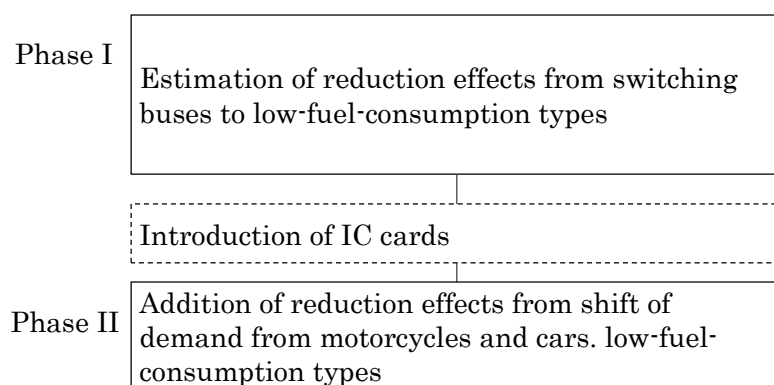 Phase I
Estimation of reduction effects from switching
buses to low-fuel-consumption types
Introduction of IC cards
Phase II
Addition of reduction effects from shift of
demand from motorcycles and cars. low-fuel-
consumption types